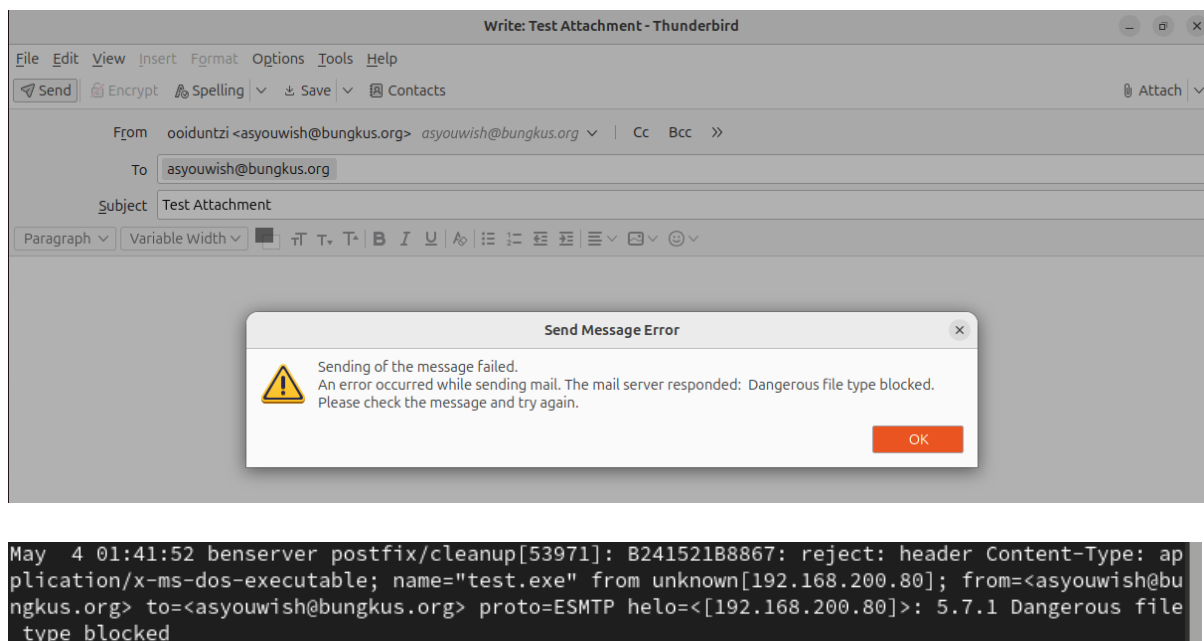 Write: Test Attachment - Thunderbird
File Edit View Insert Format Options Tools Help
Send Encrypt Spelling Save Contacts Attach
From ooiduntzi <asyouwish@bungkus.org> asyouwish@bungkus.org Cc Bcc
To asyouwish@bungkus.org
Subject Test Attachment
Paragraph Variable Width
Send Message Error
Sending of the message failed.
An error occurred while sending mail. The mail server responded: Dangerous file type blocked.
Please check the message and try again.
OK
May  4 01:41:52 benserver postfix/cleanup[53971]: B241521B8867: reject: header Content-Type: ap
plication/x-ms-dos-executable; name="test.exe" from unknown[192.168.200.80]; from=<asyouwish@bu
ngkus.org> to=<asyouwish@bungkus.org> proto=ESMTP helo=<[192.168.200.80]>: 5.7.1 Dangerous file
 type blocked